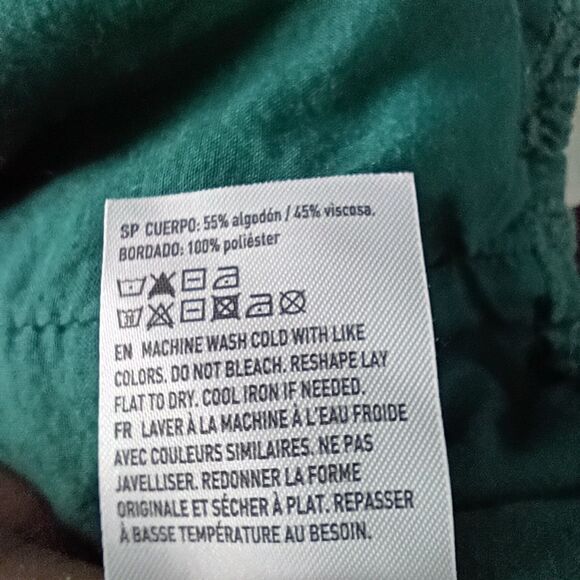 SP CUERPO: 55% algodón / 45% viscosa.
BORDADO: 100% poliéster
EN MACHINE WASH COLD WITH LIKE
COLORS. DO NOT BLEACH. RESHAPE LAY
FLAT TO DRY. COOL IRON IF NEEDED.
FR LAVER À LA MACHINE À L'EAU FROIDE
AVEC COULEURS SIMILAIRES. NE PAS
JAVELLISER. REDONNER LA FORME
ORIGINALE ET SÉCHER À PLAT. REPASSER
À BASSE TEMPÉRATURE AU BESOIN.